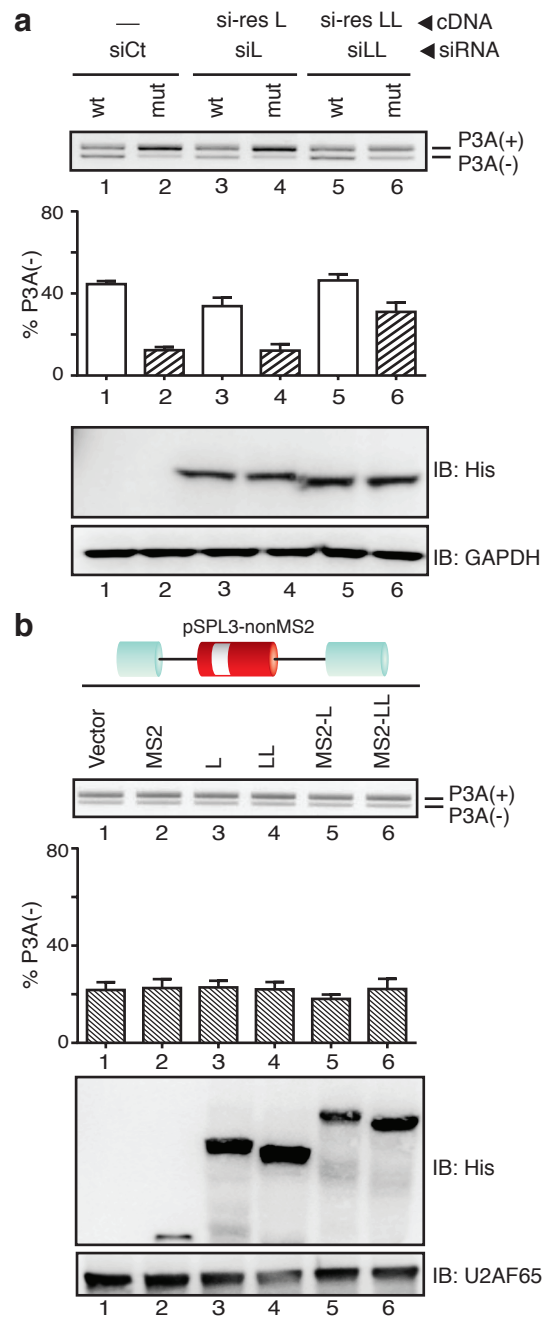 a
— si-res L si-res LL ◀ cDNA
siCt siL siLL ◀ siRNA
wt mut wt mut wt mut
P3A(+)
P3A(-)
1 2 3 4 5 6
80
40
0
% P3A(-)
1 2 3 4 5 6
IB: His
IB: GAPDH
1 2 3 4 5 6
b
pSPL3-nonMS2
Vector MS2 L LL MS2-L MS2-LL
P3A(+)
P3A(-)
1 2 3 4 5 6
80
40
0
% P3A(-)
1 2 3 4 5 6
IB: His
IB: U2AF65
1 2 3 4 5 6